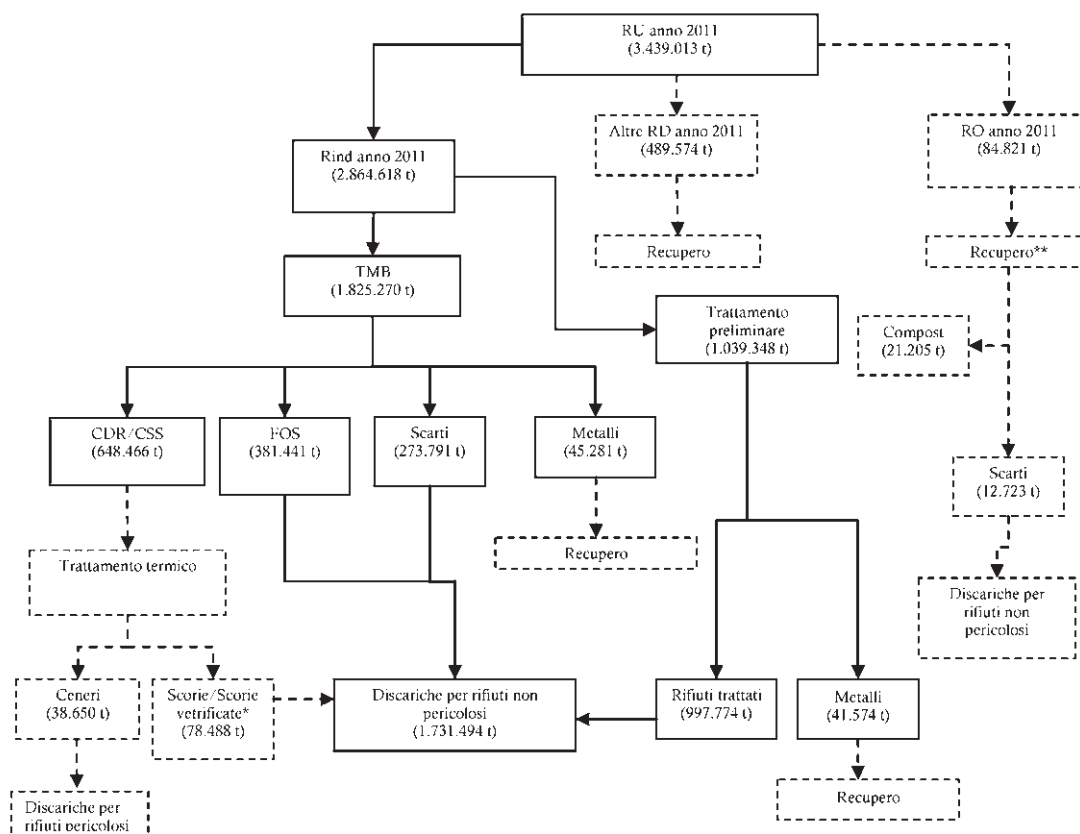 RU anno 2011
(3.439.013 t)
Altre RD anno 2011
(489.574 t)
RO anno 2011
(84.821 t)
Rind anno 2011
(2.864.618 t)
Recupero
Recupero**
TMB
(1.825.270 t)
Trattamento
preliminare
(1.039.348 t)
Compost
(21.205 t)
CDR/CSS
(648.466 t)
FOS
(381.441 t)
Scarti
(273.791 t)
Metalli
(45.281 t)
Scarti
(12.723 t)
Trattamento termico
Recupero
Discariche per
rifiuti non
pericolosi
Ceneri
(38.650 t)
Scorie/Scorie
vetrificate*
(78.488 t)
Discariche per rifiuti non
pericolosi
(1.731.494 t)
Rifiuti trattati
(997.774 t)
Metalli
(41.574 t)
Discariche per
rifiuti pericolosi
Recupero